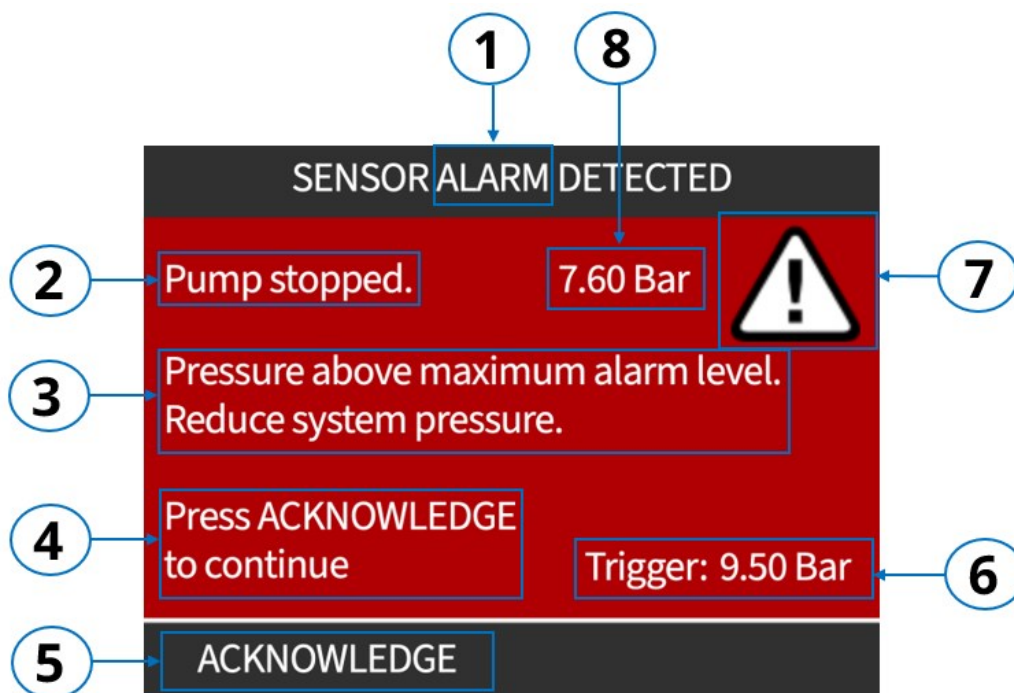 1 8
SENSOR ALARM DETECTED
2 Pump stopped. 7.60 Bar 7
3 Pressure above maximum alarm level.
Reduce system pressure.
4 Press ACKNOWLEDGE
to continue
Trigger: 9.50 Bar 6
5 ACKNOWLEDGE